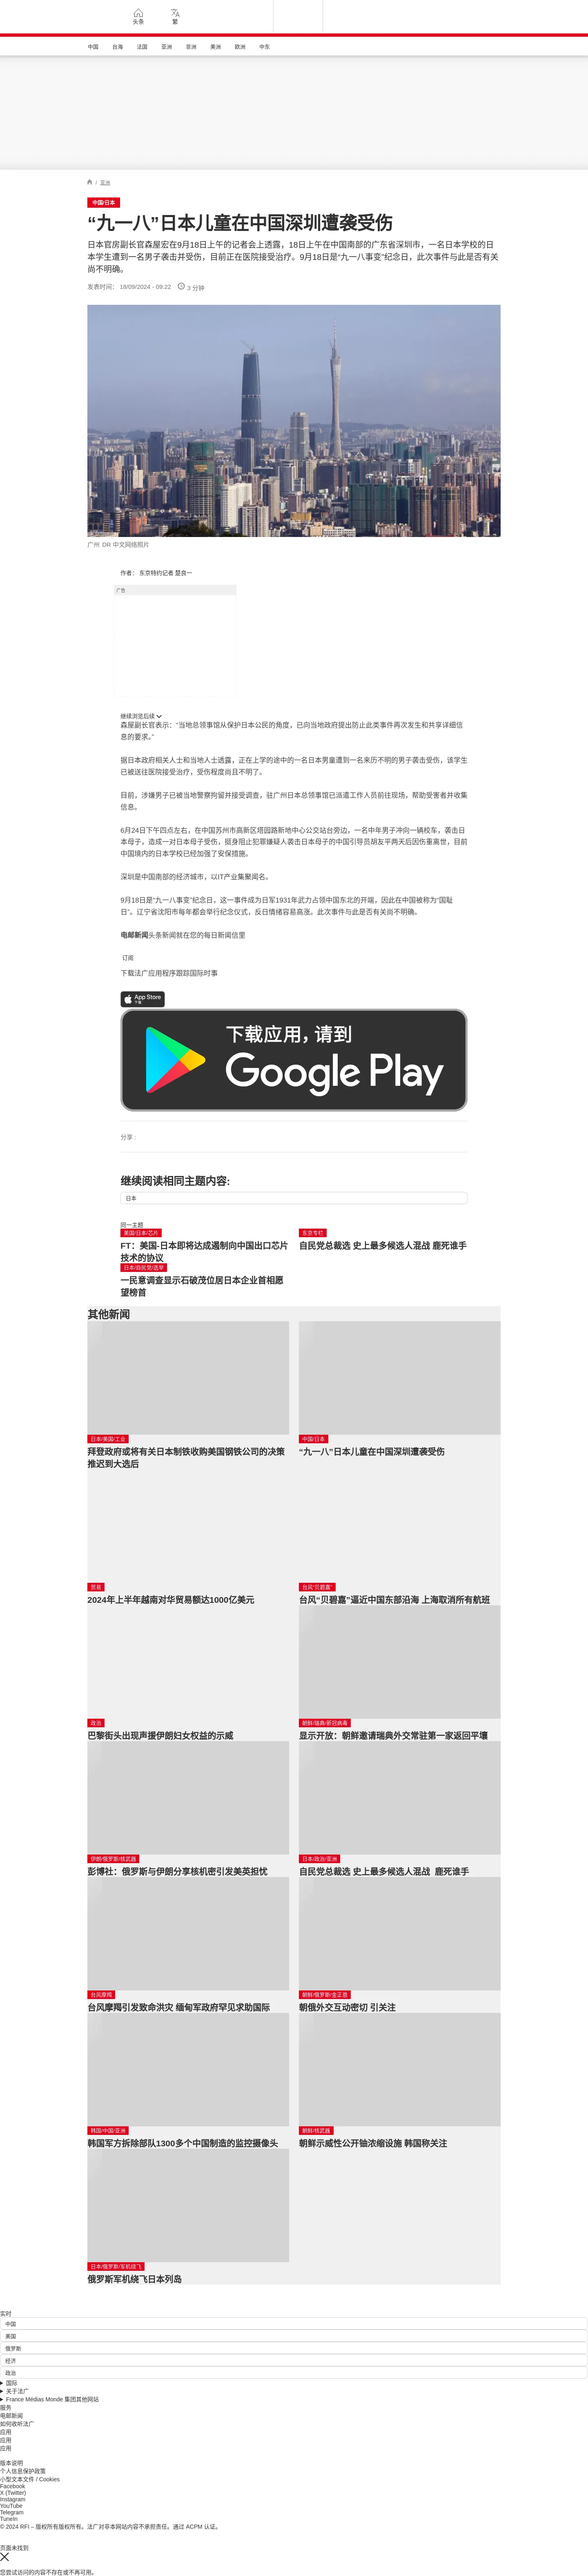 头条
繁
中国
台海
法国
亚洲
非洲
美洲
欧洲
中东
/ 亚洲
中国/日本
“九一八”日本儿童在中国深圳遭袭受伤
日本官房副长官森屋宏在9月18日上午的记者会上透露，18日上午在中国南部的广东省深圳市，一名日本学校的日
本学生遭到一名男子袭击并受伤，目前正在医院接受治疗。9月18日是“九一八事变”纪念日，此次事件与此是否有关
尚不明确。
发表时间： 18/09/2024 - 09:22 3 分钟
广州 DR 中文网络照片
作者： 东京特约记者 楚良一
广告
继续浏览后续
森屋副长官表示：“当地总领事馆从保护日本公民的角度，已向当地政府提出防止此类事件再次发生和共享详细信
息的要求。”
据日本政府相关人士和当地人士透露，正在上学的途中的一名日本男童遭到一名来历不明的男子袭击受伤，该学生
已被送往医院接受治疗，受伤程度尚且不明了。
目前，涉嫌男子已被当地警察拘留并接受调查，驻广州日本总领事馆已派遣工作人员前往现场，帮助受害者并收集
信息。
6月24日下午四点左右，在中国苏州市高新区塔园路新地中心公交站台旁边，一名中年男子冲向一辆校车，袭击日
本母子，造成一对日本母子受伤，挺身阻止犯罪嫌疑人袭击日本母子的中国引导员胡友平两天后因伤重离世，目前
中国境内的日本学校已经加强了安保措施。
深圳是中国南部的经济城市，以IT产业集聚闻名。
9月18日是“九一八事变”纪念日，这一事件成为日军1931年武力占领中国东北的开端，因此在中国被称为“国耻
日”。辽宁省沈阳市每年都会举行纪念仪式，反日情绪容易高涨。此次事件与此是否有关尚不明确。
电邮新闻头条新闻就在您的每日新闻信里
订阅
下载法广应用程序跟踪国际时事
App Store
下载
下载应用，请到
Google Play
分享 :
继续阅读相同主题内容:
日本
同一主题
美国/日本/芯片
FT：美国-日本即将达成遏制向中国出口芯片
技术的协议
东京专栏
自民党总裁选 史上最多候选人混战 鹿死谁手
日本/自民党/选举
一民意调查显示石破茂位居日本企业首相愿
望榜首
其他新闻
日本/美国/工业
拜登政府或将有关日本制铁收购美国钢铁公司的决策
推迟到大选后
中国/日本
“九一八”日本儿童在中国深圳遭袭受伤
贸易
2024年上半年越南对华贸易额达1000亿美元
台风“贝碧嘉”
台风“贝碧嘉”逼近中国东部沿海 上海取消所有航班
政治
巴黎街头出现声援伊朗妇女权益的示威
朝鲜/瑞典/新冠病毒
显示开放：朝鲜邀请瑞典外交常驻第一家返回平壤
伊朗/俄罗斯/核武器
彭博社：俄罗斯与伊朗分享核机密引发美英担忧
日本/政治/亚洲
自民党总裁选 史上最多候选人混战 鹿死谁手
台风摩羯
台风摩羯引发致命洪灾 缅甸军政府罕见求助国际
朝鲜/俄罗斯/金正恩
朝俄外交互动密切 引关注
韩国/中国/亚洲
韩国军方拆除部队1300多个中国制造的监控摄像头
朝鲜/核武器
朝鲜示威性公开铀浓缩设施 韩国称关注
日本/俄罗斯/军机绕飞
俄罗斯军机绕飞日本列岛
实时
中国
美国
俄罗斯
经济
政治
国际
关于法广
France Médias Monde 集团其他网站
服务
电邮新闻
如何收听法广
应用
应用
应用
版本说明
个人信息保护政策
小型文本文件 / Cookies
Facebook
X (Twitter)
Instagram
YouTube
Telegram
TuneIn
© 2024 RFI – 版权所有版权所有。法广对非本网站内容不承担责任。通过 ACPM 认证。
页面未找到
您尝试访问的内容不存在或不再可用。